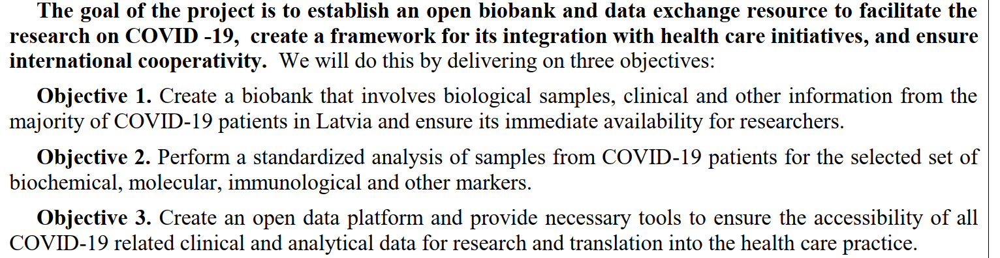 The goal of the project is to establish an open biobank and data exchange resource to facilitate the
research on COVID -19,  create a framework for its integration with health care initiatives, and ensure
international cooperativity.  We will do this by delivering on three objectives:
Objective 1. Create a biobank that involves biological samples, clinical and other information from the
majority of COVID-19 patients in Latvia and ensure its immediate availability for researchers.
Objective 2. Perform a standardized analysis of samples from COVID-19 patients for the selected set of
biochemical, molecular, immunological and other markers.
Objective 3. Create an open data platform and provide necessary tools to ensure the accessibility of all
COVID-19 related clinical and analytical data for research and translation into the health care practice.